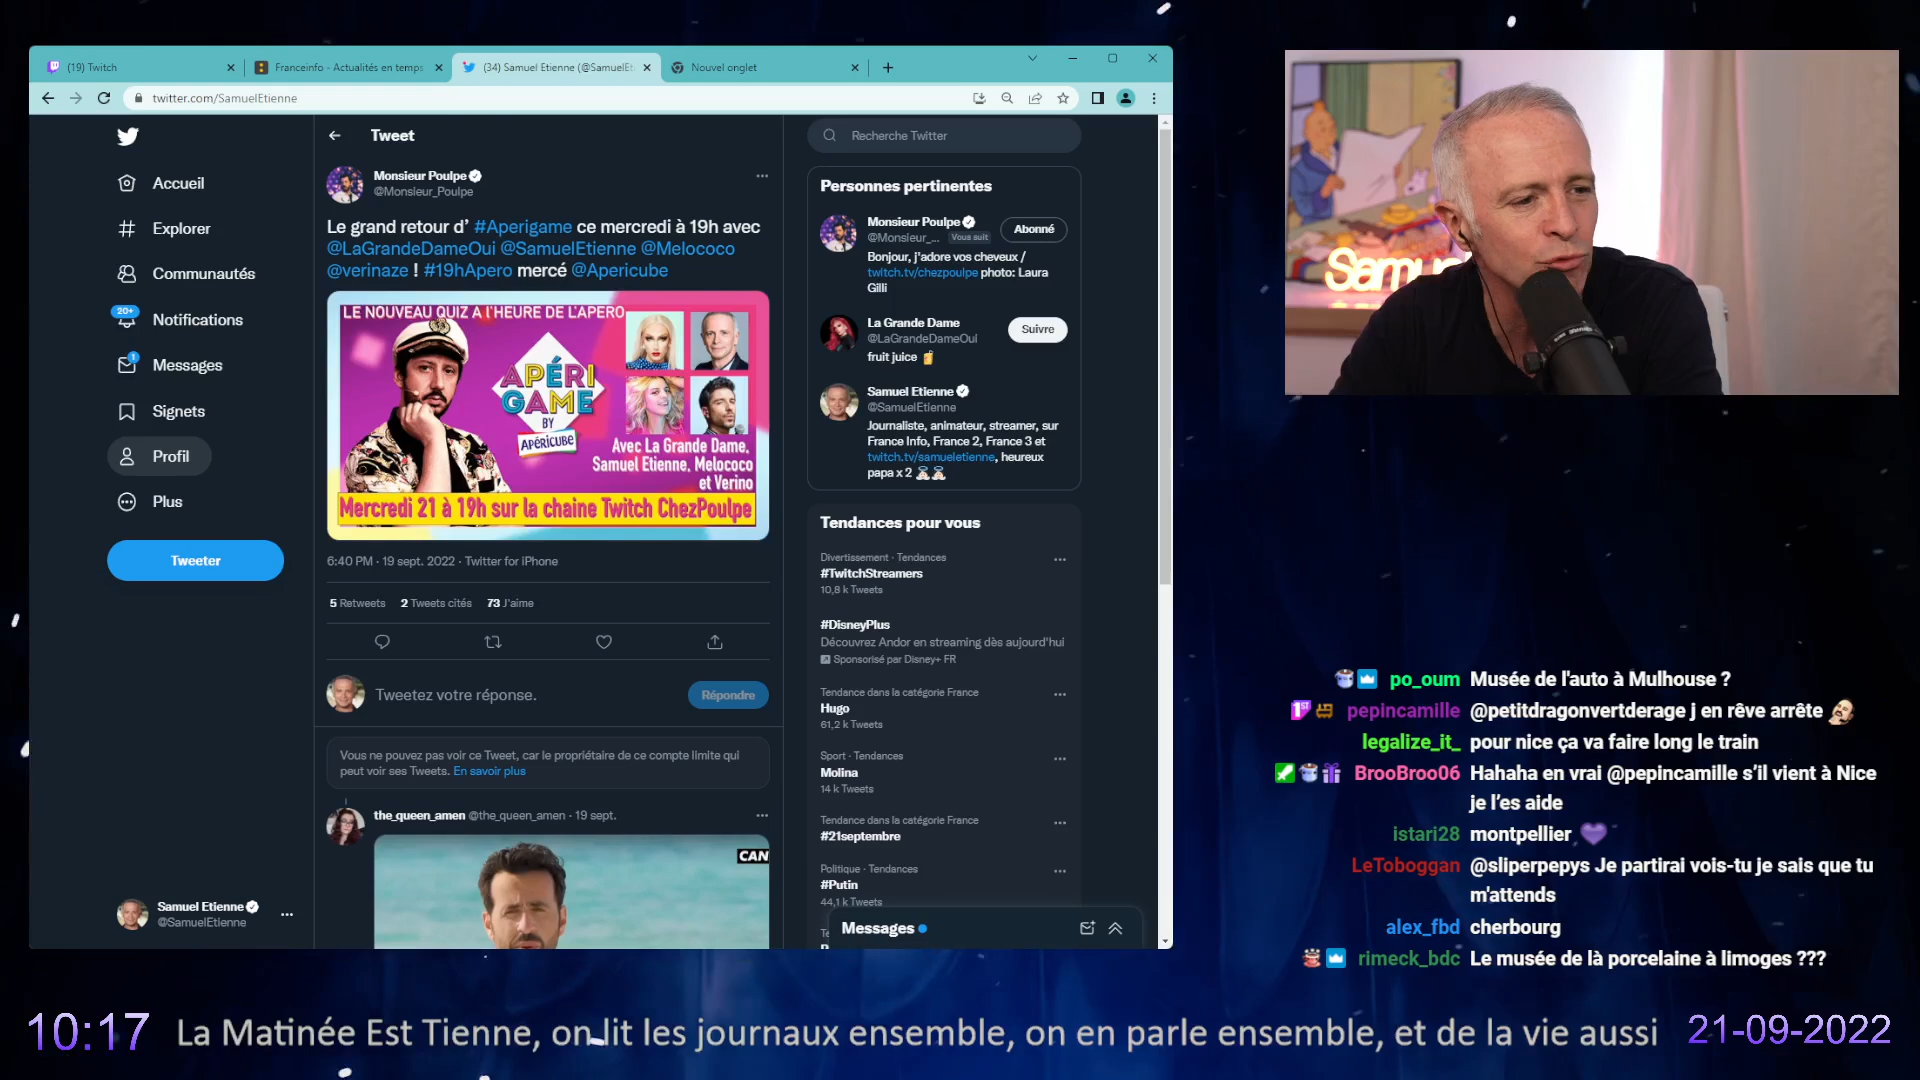 (19) Twitch
Franceinfo - Actualités en temps
(34) Samuel Etienne (@SamuelEt
Nouvel onglet
twitter.com/SamuelEtienne
Accueil
Explorer
Communautés
20+
Notifications
1
Messages
Signets
Profil
Plus
Tweeter
Samuel Etienne
@SamuelEtienne
Tweet
Monsieur Poulpe
@Monsieur_Poulpe
Le grand retour d' #Aperigame ce mercredi à 19h avec
@LaGrandeDameOui @SamuelEtienne @Melococo
@verinaze ! #19hApero mercé @Apericube
LE NOUVEAU QUIZ A l'HEURE DE L'APERO
APÉRI
GAME
BY
APÉRICUBE
Avec La Grande Dame,
Samuel Etienne, Melococo
et Verino
Mercredi 21 à 19h sur la chaine Twitch ChezPoulpe
6:40 PM · 19 sept. 2022 · Twitter for iPhone
5 Retweets 2 Tweets cités 73 J'aime
Tweetez votre réponse.
Répondre
Vous ne pouvez pas voir ce Tweet, car le propriétaire de ce compte limite qui
peut voir ses Tweets. En savoir plus
the_queen_amen @the_queen_amen · 19 sept.
CAN
Recherche Twitter
Personnes pertinentes
Monsieur Poulpe
@Monsieur_... Vous suit
Abonné
Bonjour, j'adore vos cheveux /
twitch.tv/chezpoulpe photo: Laura
Gilli
La Grande Dame
@LaGrandeDameOui
Suivre
fruit juice
Samuel Etienne
@SamuelEtienne
Journaliste, animateur, streamer, sur
France Info, France 2, France 3 et
twitch.tv/samueletienne, heureux
papa x 2
Tendances pour vous
Divertissement · Tendances
#TwitchStreamers
10,8 k Tweets
#DisneyPlus
Découvrez Andor en streaming dès aujourd'hui
Sponsorisé par Disney+ FR
Tendance dans la catégorie France
Hugo
61,2 k Tweets
Sport · Tendances
Molina
14 k Tweets
Tendance dans la catégorie France
#21septembre
Politique · Tendances
#Putin
44,1 k Tweets
Messages
Samuel
po_oum Musée de l'auto à Mulhouse ?
1ST pepincamille @petitdragonvertderage j en rêve arrête
legalize_it_ pour nice ça va faire long le train
BrooBroo06 Hahaha en vrai @pepincamille s'il vient à Nice
je l'es aide
istari28 montpellier
LeToboggan @sliperpepys Je partirai vois-tu je sais que tu
m'attends
alex_fbd cherbourg
rimeck_bdc Le musée de là porcelaine à limoges ???
10:17 La Matinée Est Tienne, on lit les journaux ensemble, on en parle ensemble, et de la vie aussi 21-09-2022